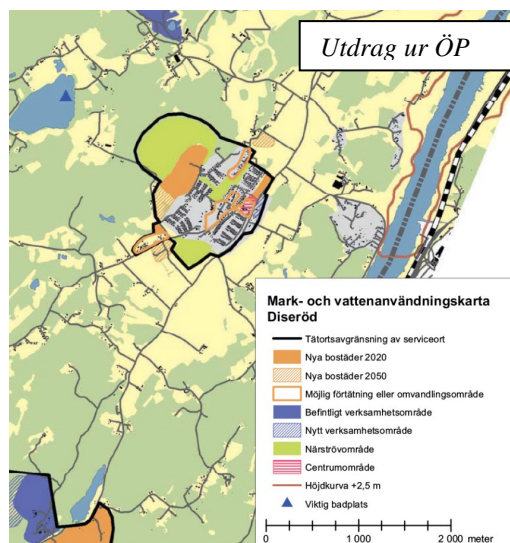 Utdrag ur ÖP
Mark- och vattenanvändningskarta
Diseröd
Tätortsavgränsning av serviceort
Nya bostäder 2020
Nya bostäder 2050
Möjlig förtätning eller omvandlingsområde
Befintligt verksamhetsområde
Nytt verksamhetsområde
Närströvområde
Centrumområde
Höjdkurva +2,5 m
Viktig badplats
0 1 000 2 000 meter